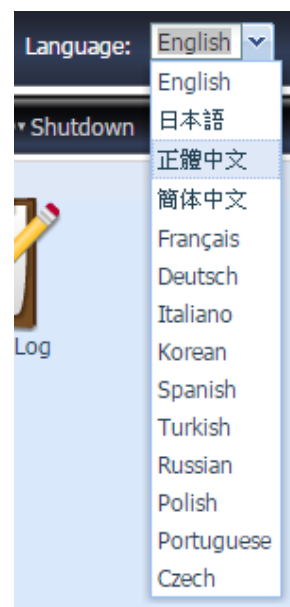 Language: English
English
Shutdown
日本語
正體中文
簡体中文
Français
Deutsch
Italiano
Log
Korean
Spanish
Turkish
Russian
Polish
Portuguese
Czech